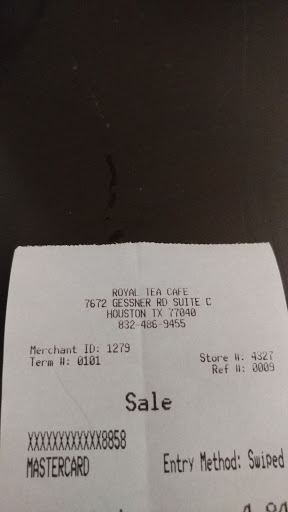 ROYAL TEA CAFE
7672 GESSNER RD SUITE C
HOUSTON TX 77040
832-486-9455
Merchant ID: 1279
Term #: 0101
Store #: 4327
Ref #: 0009
Sale
XXXXXXXXXXXX8858
MASTERCARD
Entry Method: Swiped